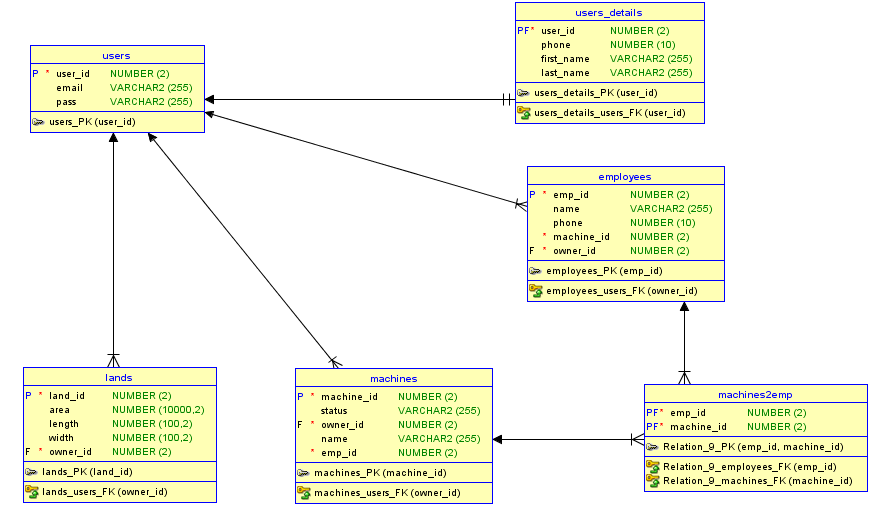 users_details
PF* user_id NUMBER (2)
phone NUMBER (10)
first_name VARCHAR2 (255)
last_name VARCHAR2 (255)
users_details_PK (user_id)
users_details_users_FK (user_id)
users
P * user_id NUMBER (2)
email VARCHAR2 (255)
pass VARCHAR2 (255)
users_PK (user_id)
employees
P * emp_id NUMBER (2)
name VARCHAR2 (255)
phone NUMBER (10)
* machine_id NUMBER (2)
F * owner_id NUMBER (2)
employees_PK (emp_id)
employees_users_FK (owner_id)
lands
P * land_id NUMBER (2)
area NUMBER (10000,2)
length NUMBER (100,2)
width NUMBER (100,2)
F * owner_id NUMBER (2)
lands_PK (land_id)
lands_users_FK (owner_id)
machines
P * machine_id NUMBER (2)
status VARCHAR2 (255)
F * owner_id NUMBER (2)
name VARCHAR2 (255)
* emp_id NUMBER (2)
machines_PK (machine_id)
machines_users_FK (owner_id)
machines2emp
PF* emp_id NUMBER (2)
PF* machine_id NUMBER (2)
Relation_9_PK (emp_id, machine_id)
Relation_9_employees_FK (emp_id)
Relation_9_machines_FK (machine_id)